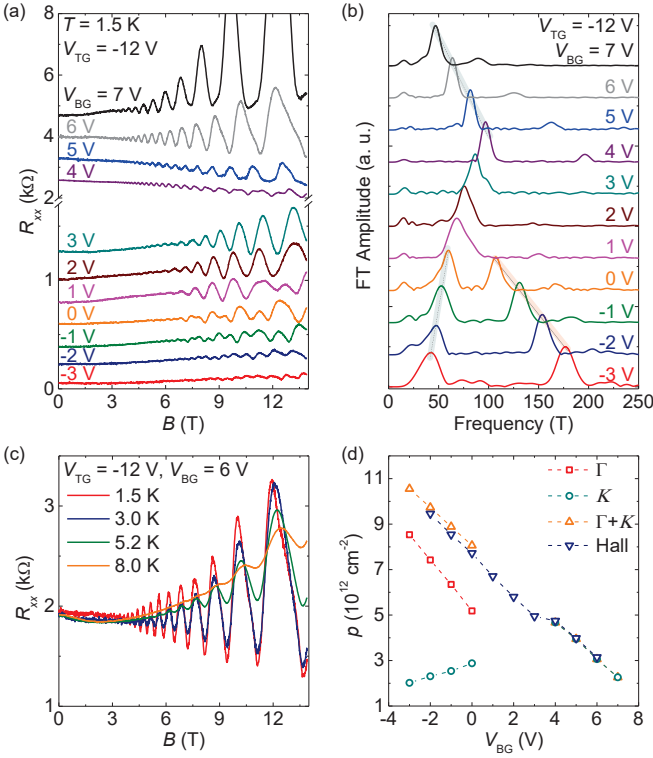 (a)
T = 1.5 K
V_TG = -12 V
V_BG = 7 V
6 V
5 V
4 V
3 V
2 V
1 V
0 V
-1 V
-2 V
-3 V
8
6
4
2
1
0
R_xx (kΩ)
0 3 6 9 12
B (T)
(b)
V_TG = -12 V
V_BG = 7 V
6 V
5 V
4 V
3 V
2 V
1 V
0 V
-1 V
-2 V
-3 V
FT Amplitude (a. u.)
0 50 100 150 200 250
Frequency (T)
(c)
V_TG = -12 V, V_BG = 6 V
1.5 K
3.0 K
5.2 K
8.0 K
3
2
1
R_xx (kΩ)
0 3 6 9 12
B (T)
(d)
Γ
K
Γ+K
Hall
11
9
8
6
5
3
2
0
p (10^12 cm^-2)
-4 -2 0 2 4 6 8
V_BG (V)